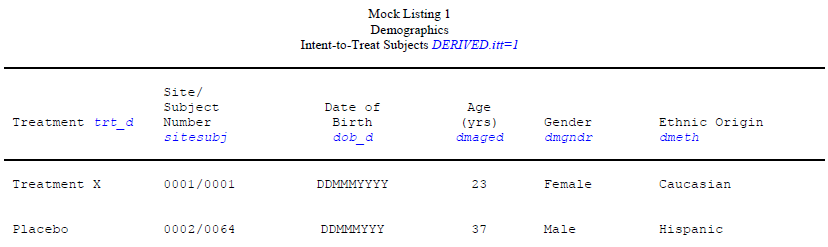 Mock Listing 1
Demographics
Intent-to-Treat Subjects DERIVED.itt=1
Site/
Subject Date of Age
Treatment trt_d Number Birth (yrs) Gender Ethnic Origin
sitesubj dob_d dmaged dmgndr dmeth
Treatment X 0001/0001 DDMMMYYYY 23 Female Caucasian
Placebo 0002/0064 DDMMMYYY 37 Male Hispanic